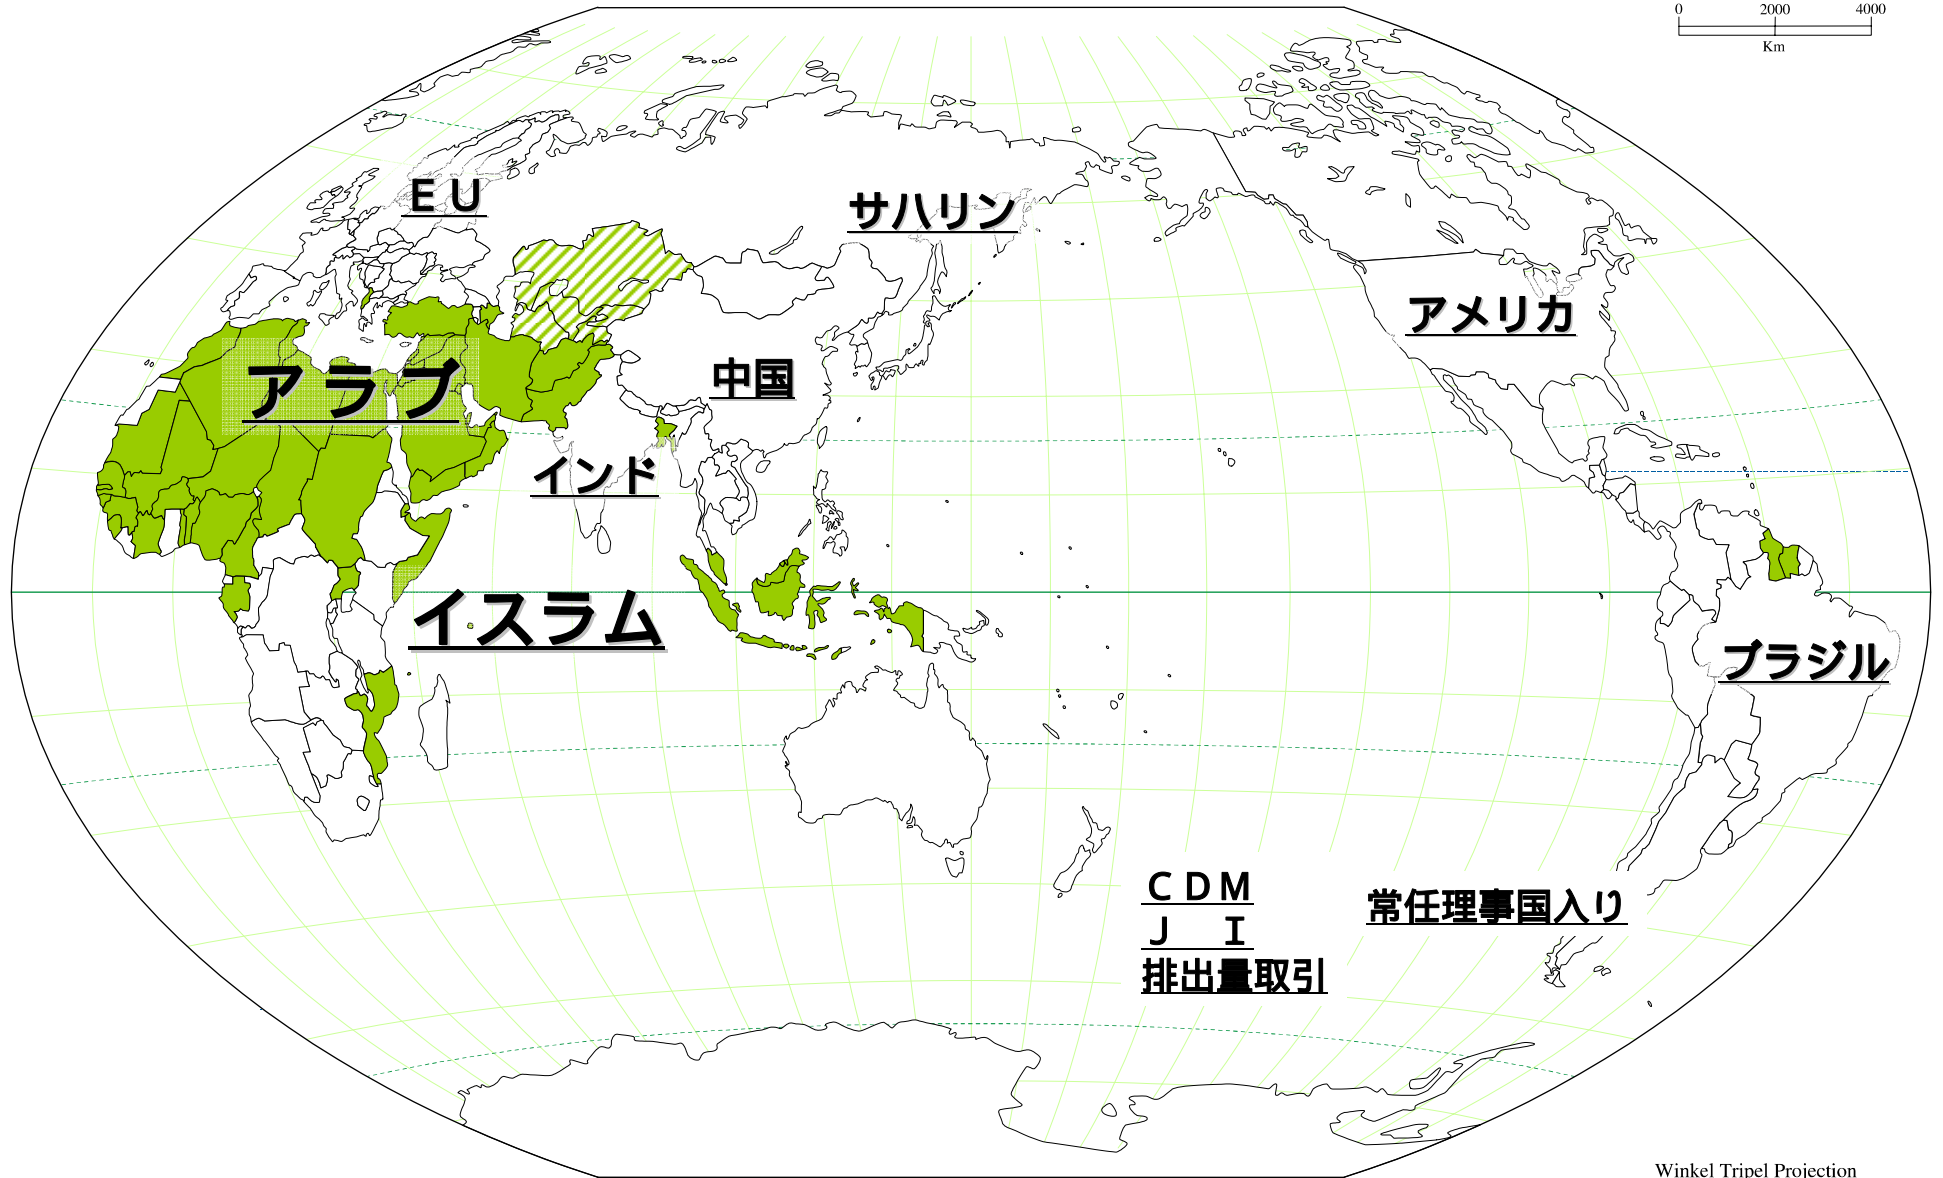 0 2000 4000
Km
ＥＵ
サハリン
アメリカ
アラブ
中国
インド
イスラム
ブラジル
ＣＤＭ
Ｊ　Ｉ
排出量取引
常任理事国入り
Winkel Tripel Projection